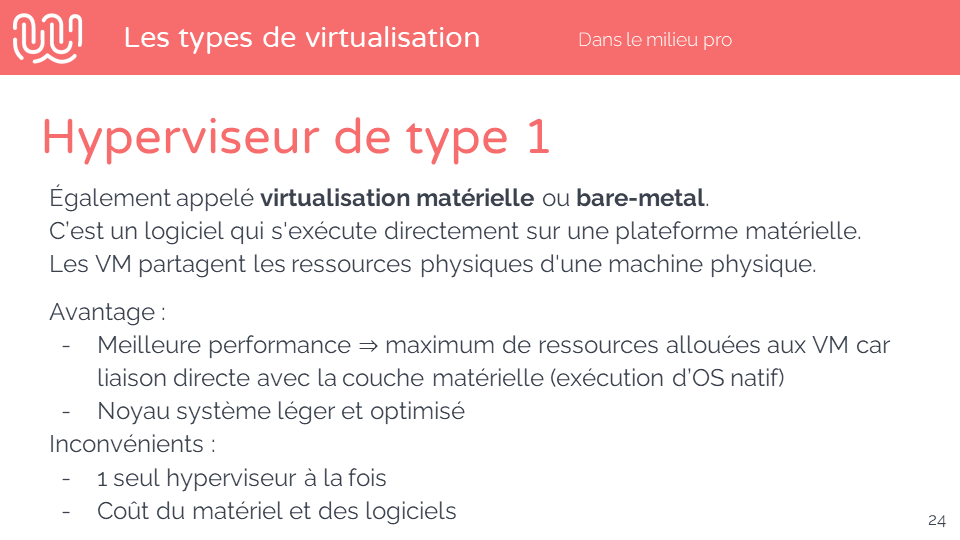 Les types de virtualisation
Dans le milieu pro
Hyperviseur de type 1
Également appelé virtualisation matérielle ou bare-metal.
C'est un logiciel qui s'exécute directement sur une plateforme matérielle.
Les VM partagent les ressources physiques d'une machine physique.
Avantage :
- Meilleure performance ⇒ maximum de ressources allouées aux VM car
liaison directe avec la couche matérielle (exécution d'OS natif)
- Noyau système léger et optimisé
Inconvénients :
- 1 seul hyperviseur à la fois
- Coût du matériel et des logiciels
24